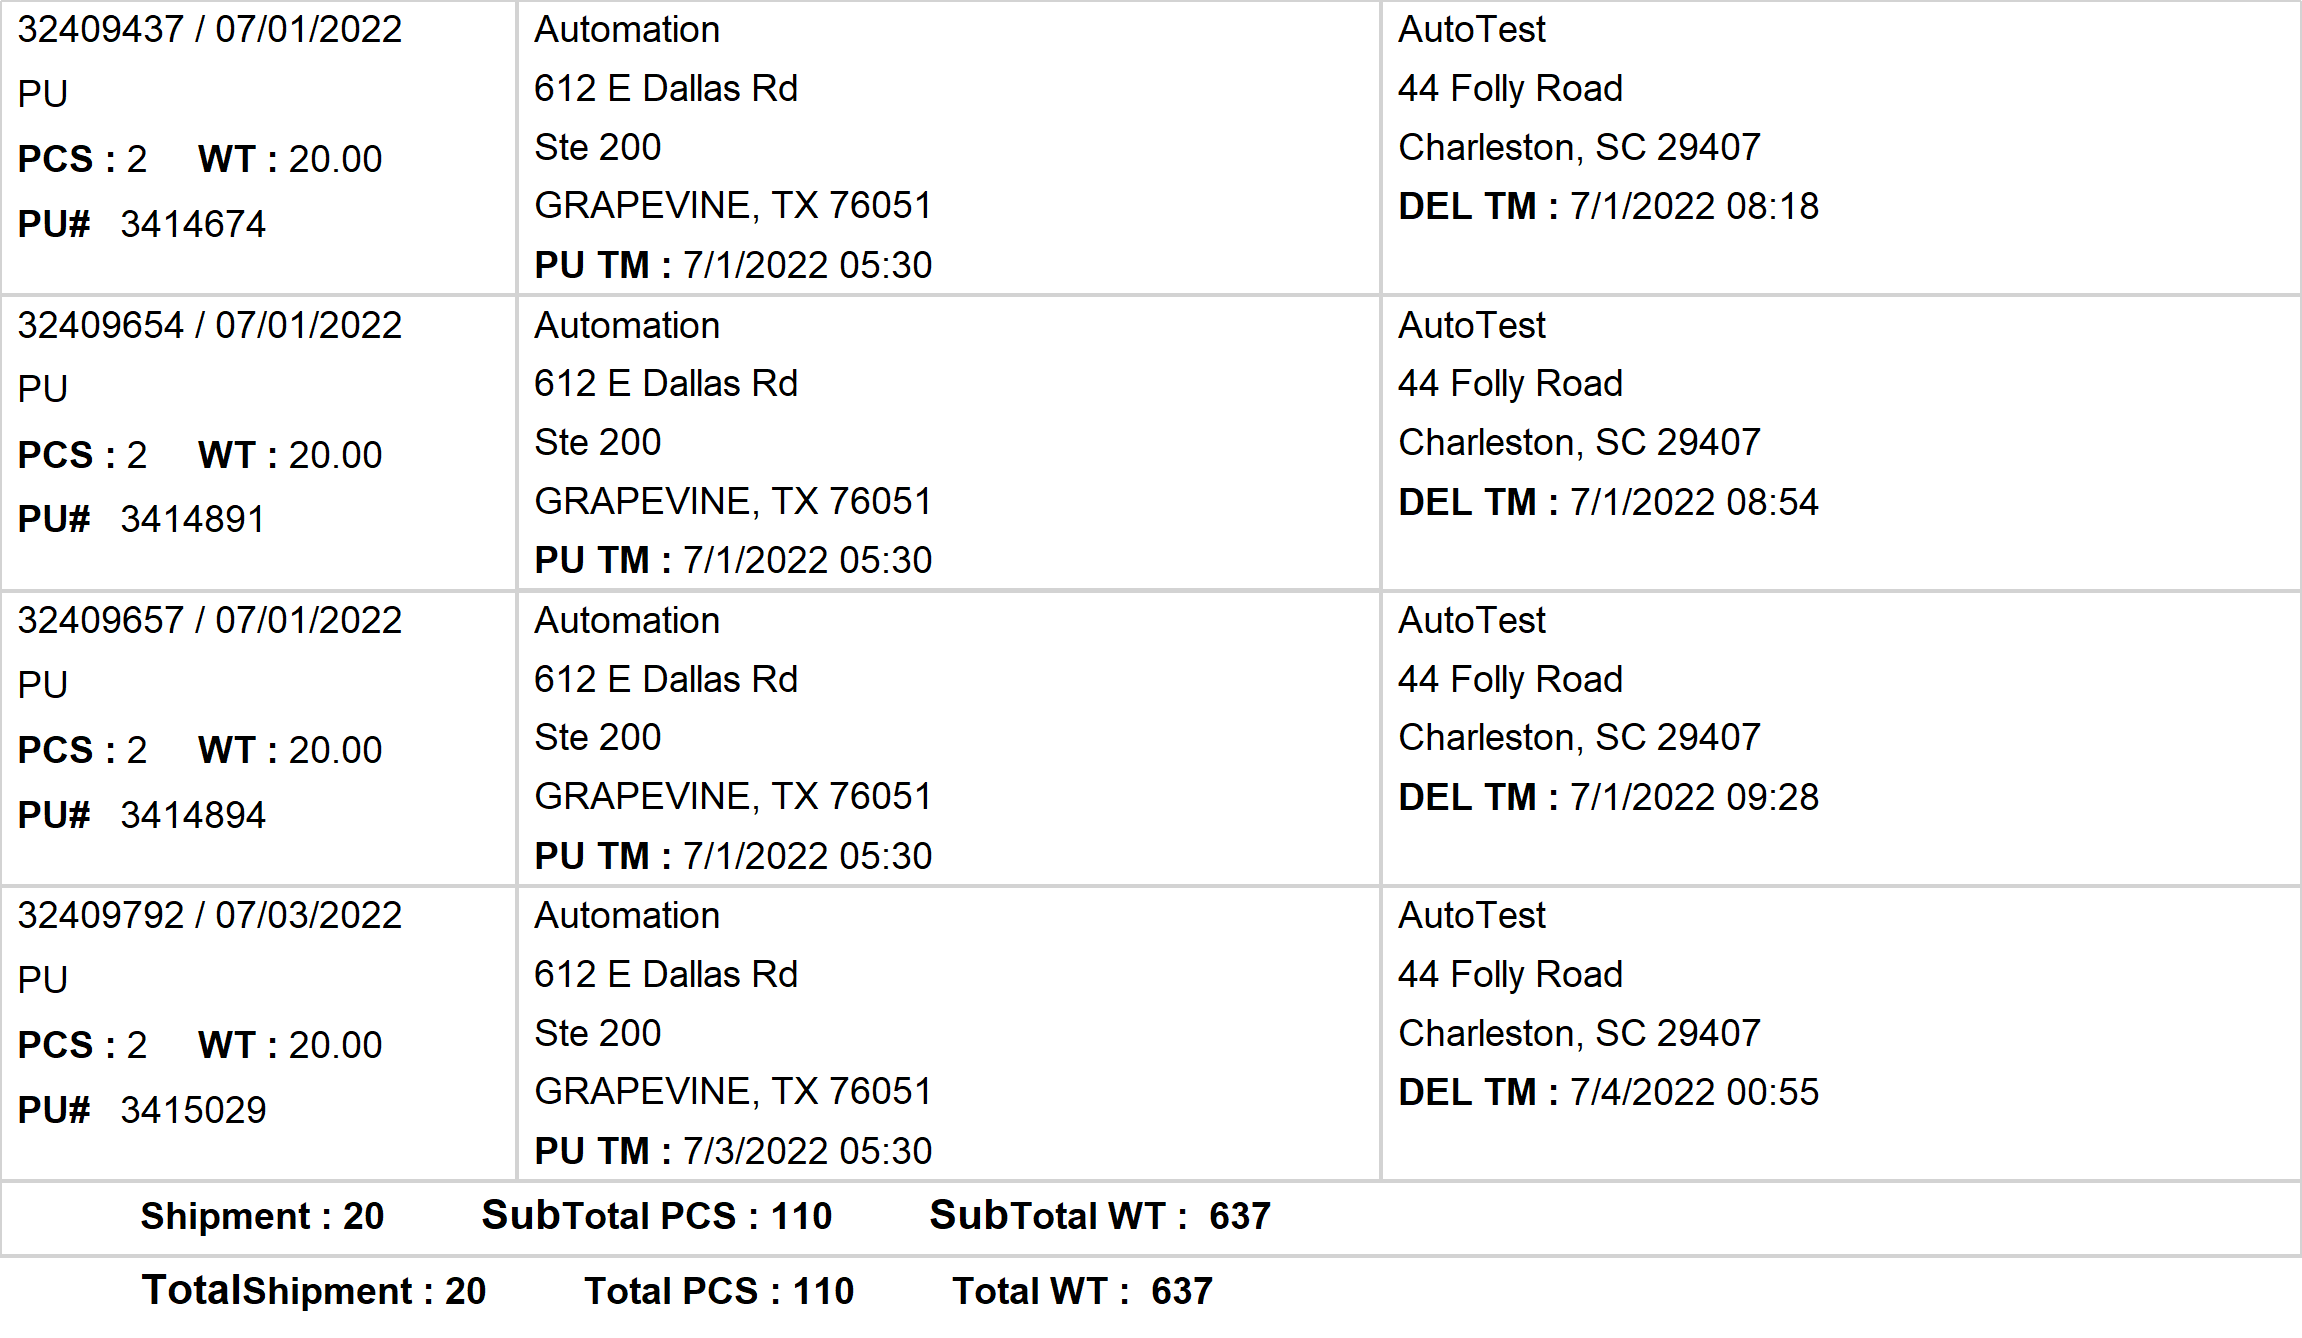 32409437 / 07/01/2022
PU
PCS : 2 WT : 20.00
PU# 3414674
Automation
612 E Dallas Rd
Ste 200
GRAPEVINE, TX 76051
PU TM : 7/1/2022 05:30
AutoTest
44 Folly Road
Charleston, SC 29407
DEL TM : 7/1/2022 08:18
32409654 / 07/01/2022
PU
PCS : 2 WT : 20.00
PU# 3414891
Automation
612 E Dallas Rd
Ste 200
GRAPEVINE, TX 76051
PU TM : 7/1/2022 05:30
AutoTest
44 Folly Road
Charleston, SC 29407
DEL TM : 7/1/2022 08:54
32409657 / 07/01/2022
PU
PCS : 2 WT : 20.00
PU# 3414894
Automation
612 E Dallas Rd
Ste 200
GRAPEVINE, TX 76051
PU TM : 7/1/2022 05:30
AutoTest
44 Folly Road
Charleston, SC 29407
DEL TM : 7/1/2022 09:28
32409792 / 07/03/2022
PU
PCS : 2 WT : 20.00
PU# 3415029
Automation
612 E Dallas Rd
Ste 200
GRAPEVINE, TX 76051
PU TM : 7/3/2022 05:30
AutoTest
44 Folly Road
Charleston, SC 29407
DEL TM : 7/4/2022 00:55
Shipment : 20 SubTotal PCS : 110 SubTotal WT : 637
TotalShipment : 20 Total PCS : 110 Total WT : 637